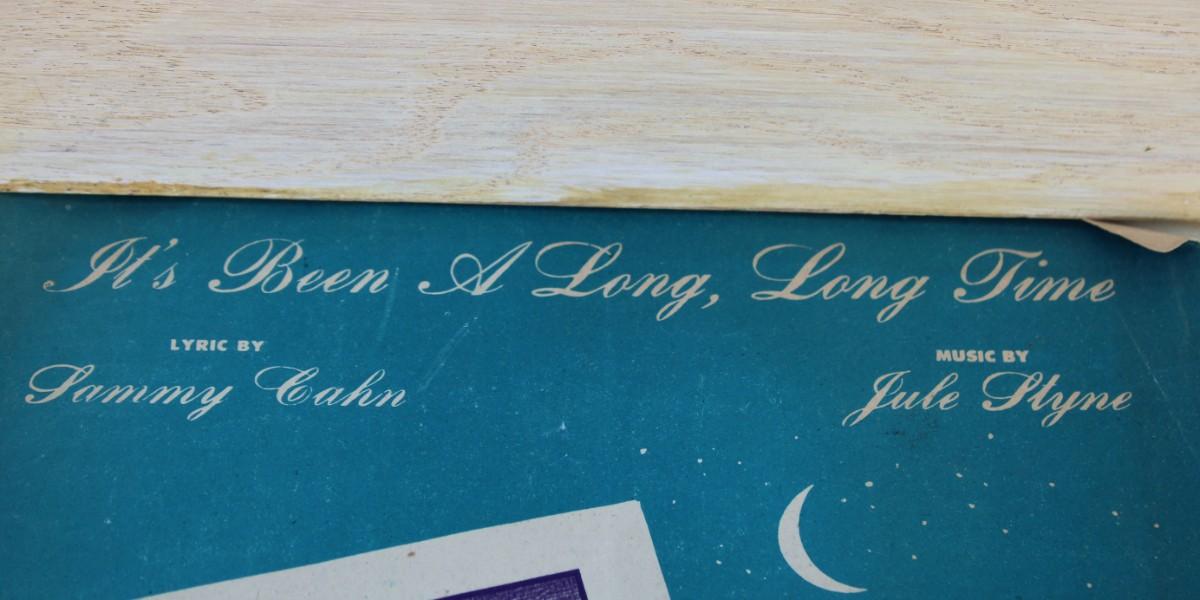 It's Been A Long, Long Time
LYRIC BY
Sammy Cahn
MUSIC BY
Jule Styne